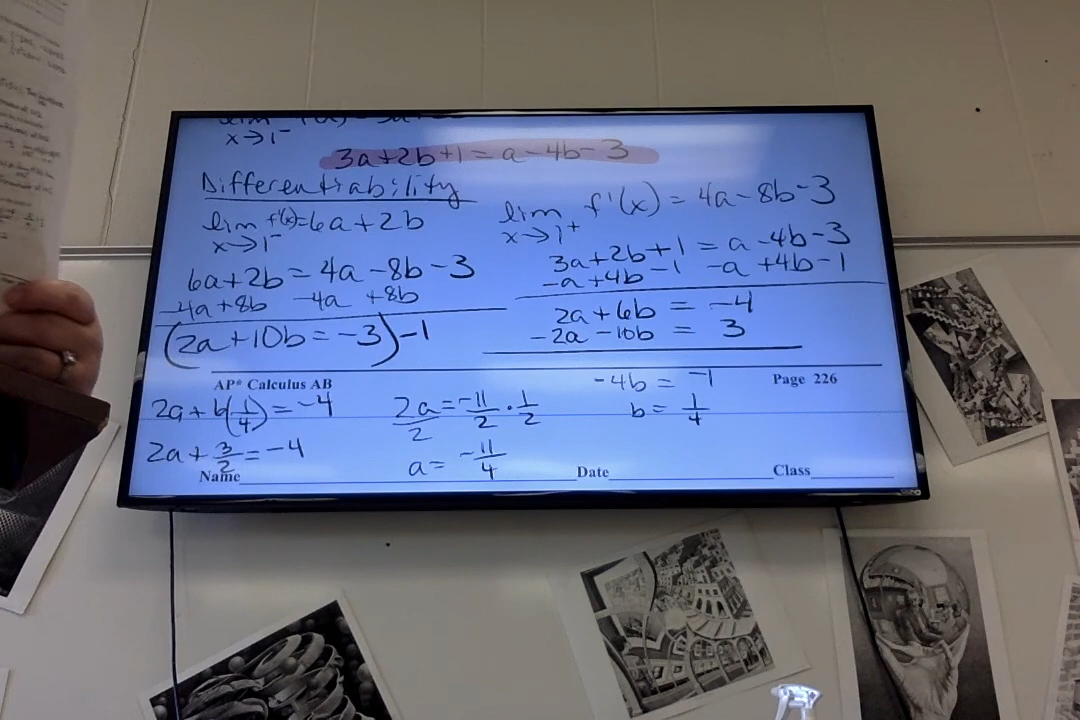 x→1⁻
3a+2b+1 = a-4b-3
Differentiability
lim f'(x)=6a+2b
x→1⁻
lim f'(x) = 4a-8b-3
x→1⁺
6a+2b = 4a-8b-3
-4a+8b -4a +8b
(2a+10b = -3)-1
3a+2b+1 = a-4b-3
-a+4b-1 -a+4b-1
2a+6b = -4
-2a-10b = 3
-4b = -1
b = 1/4
AP* Calculus AB
Page 226
2a+6(1/4) = -4
2a+3/2 = -4
2a/2 = -11/2 · 1/2
a = -11/4
Name
Date
Class